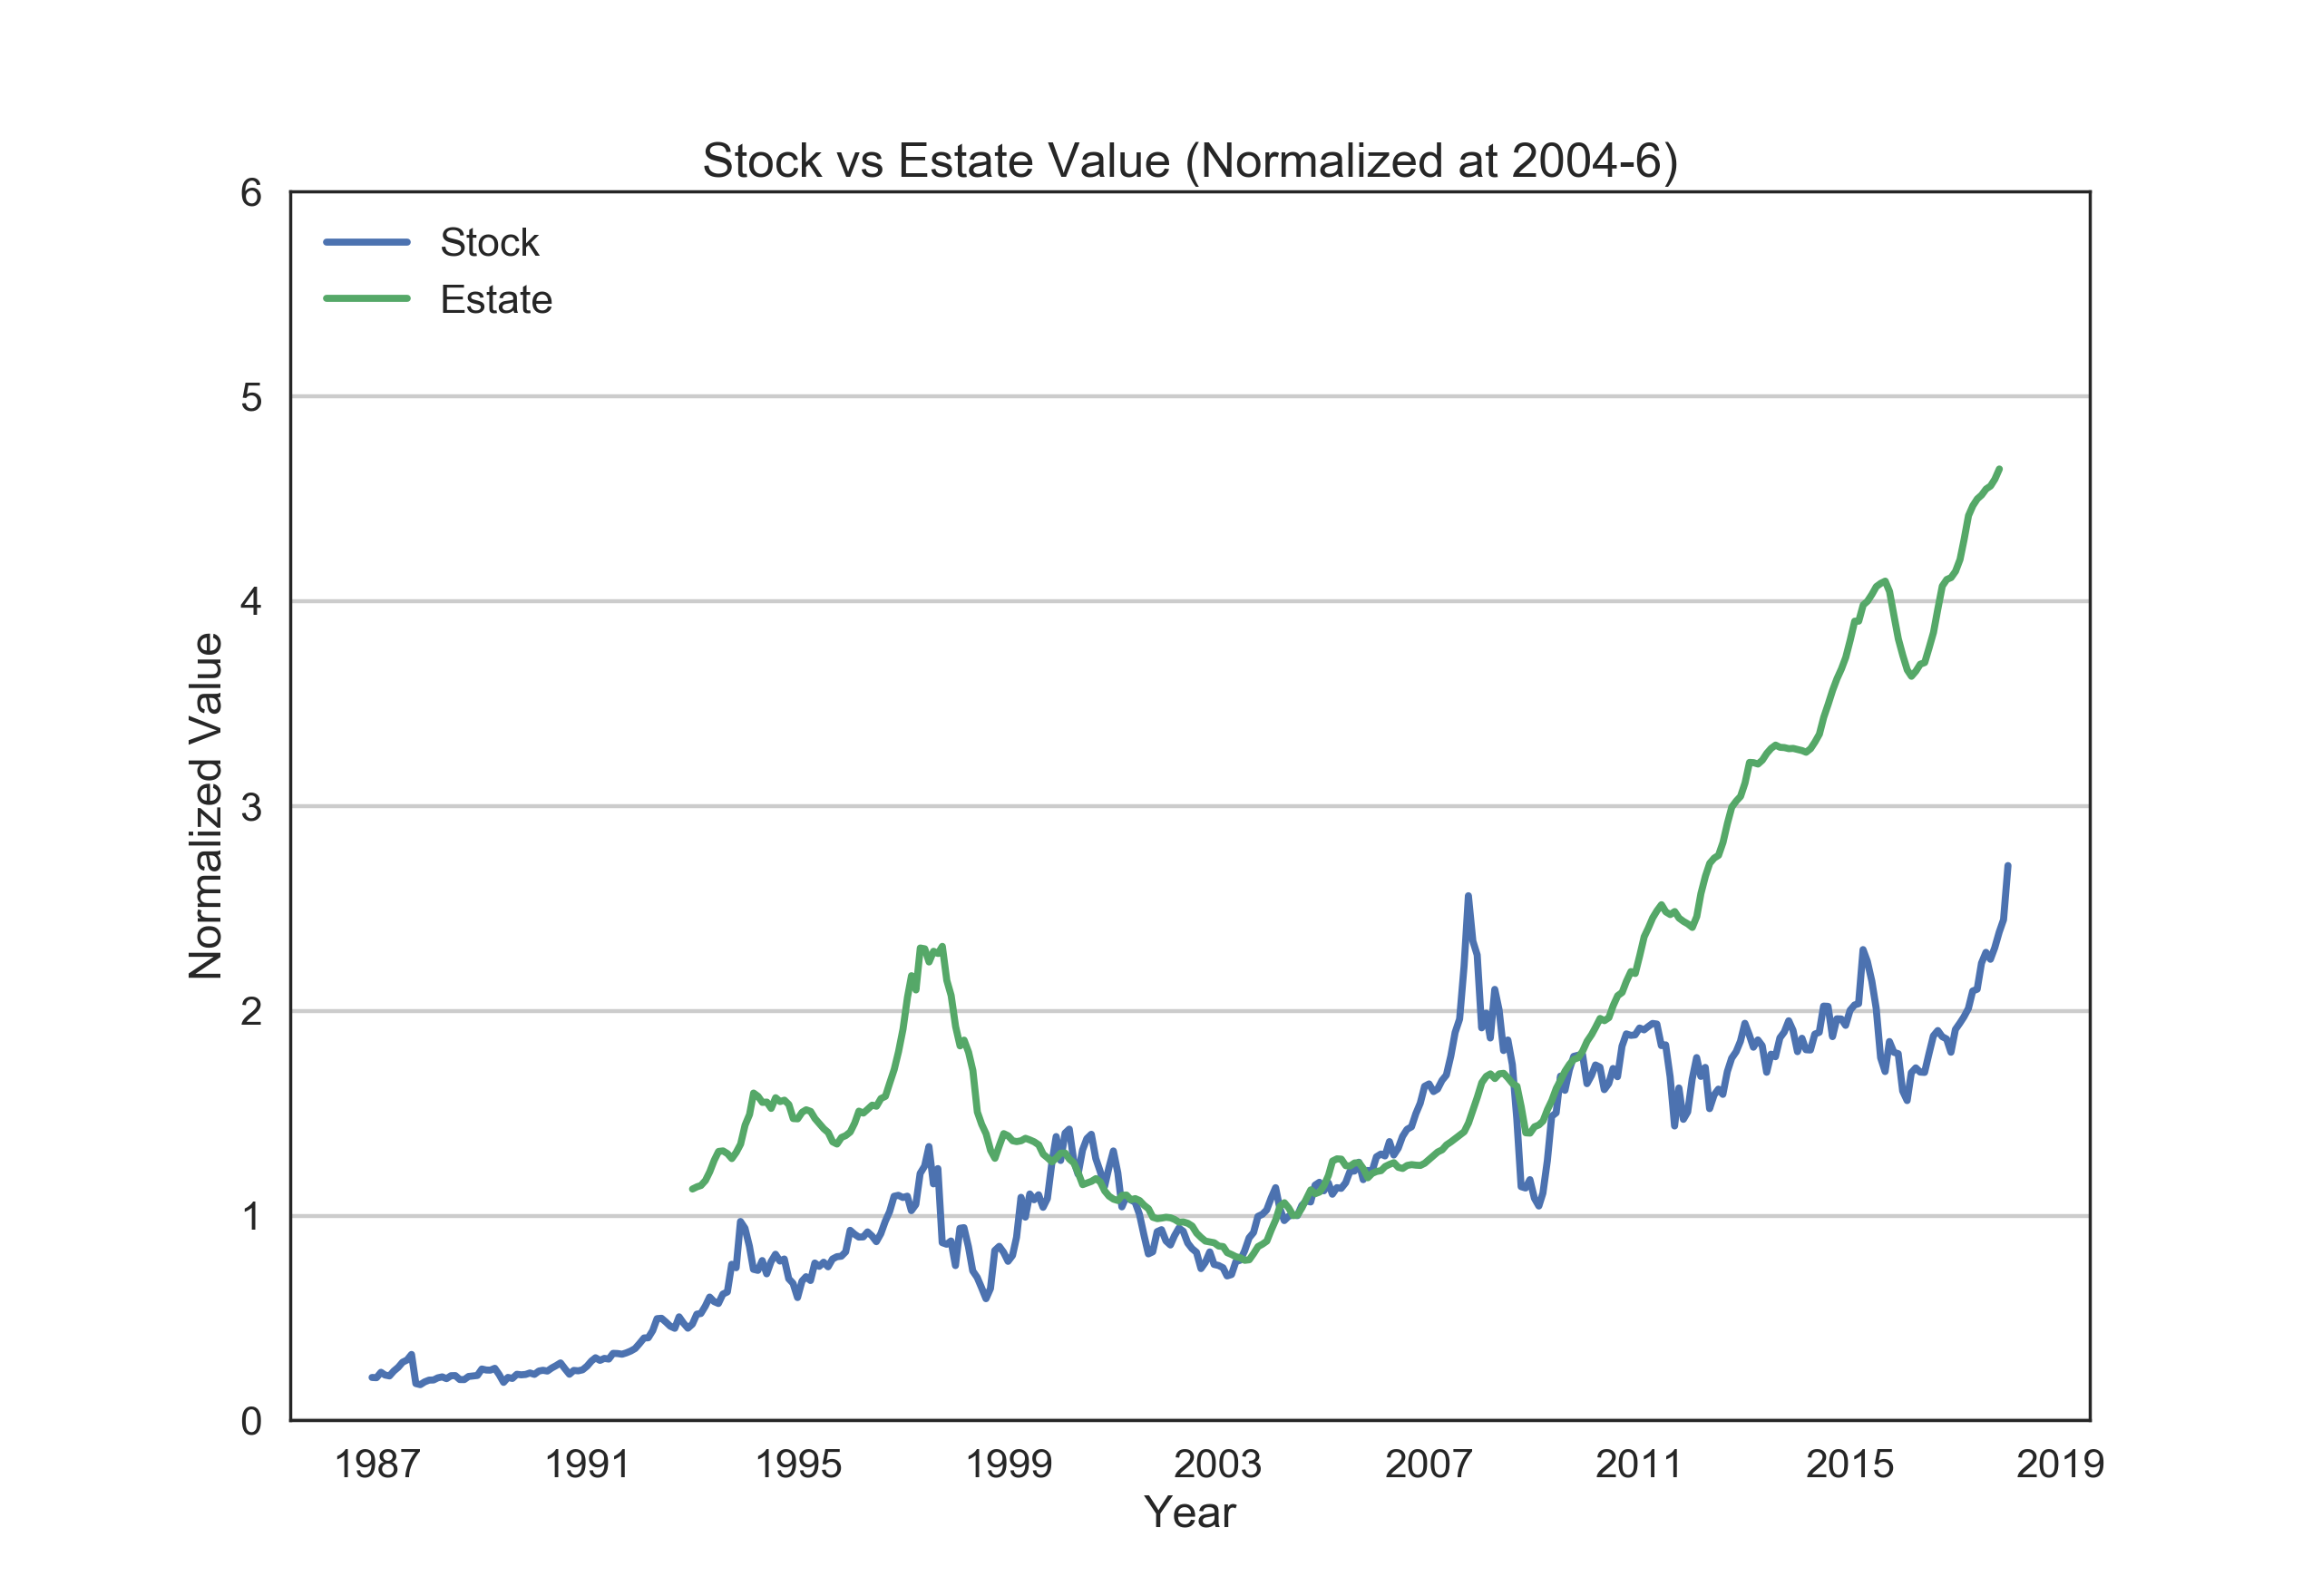 Stock vs Estate Value (Normalized at 2004-6)
6
Stock
Estate
5
4
3
2
1
0
Normalized Value
1987 1991 1995 1999 2003 2007 2011 2015 2019
Year